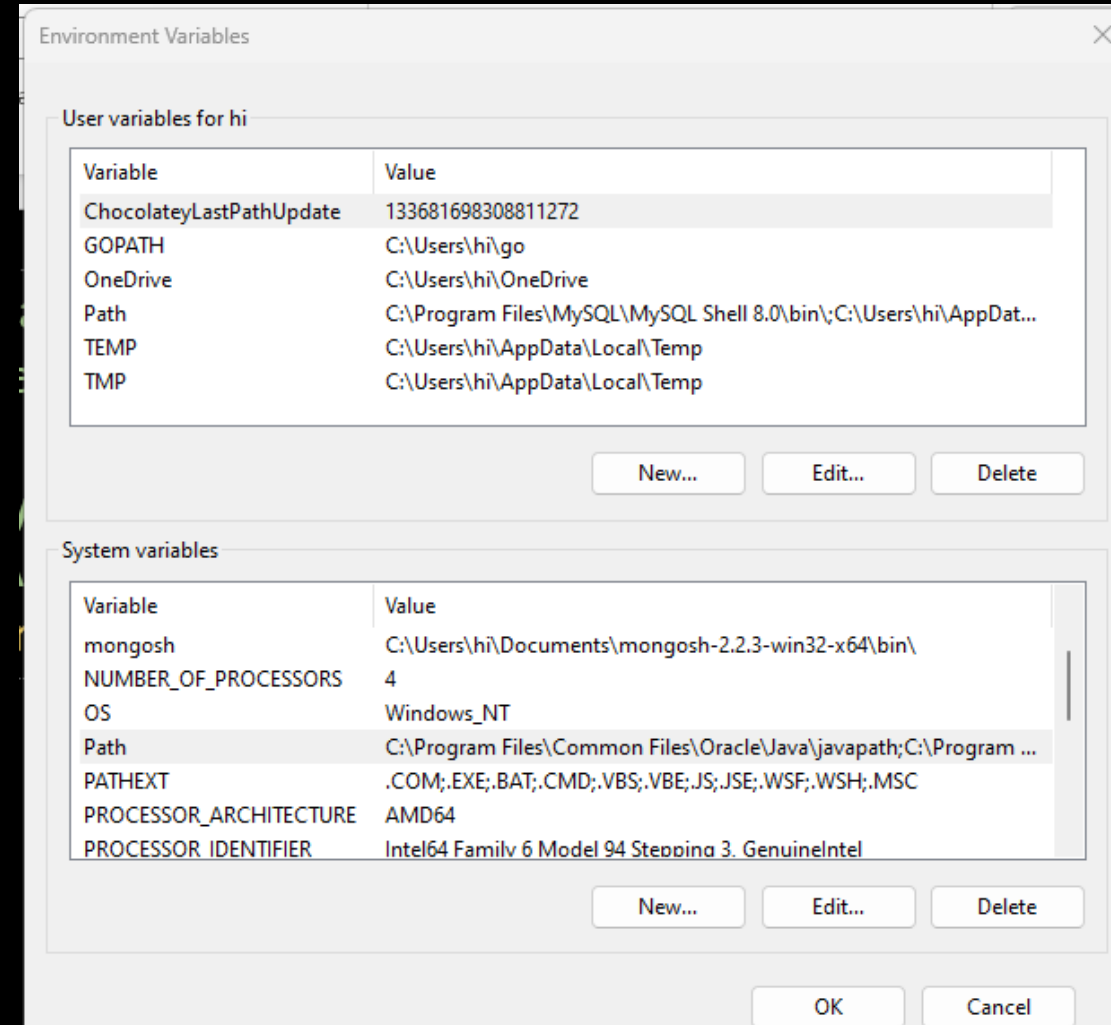 Environment Variables
User variables for hi
Variable Value
ChocolateyLastPathUpdate 133681698308811272
GOPATH C:\Users\hi\go
OneDrive C:\Users\hi\OneDrive
Path C:\Program Files\MySQL\MySQL Shell 8.0\bin\;C:\Users\hi\AppDat...
TEMP C:\Users\hi\AppData\Local\Temp
TMP C:\Users\hi\AppData\Local\Temp
New... Edit... Delete
System variables
Variable Value
mongosh C:\Users\hi\Documents\mongosh-2.2.3-win32-x64\bin\
NUMBER_OF_PROCESSORS 4
OS Windows_NT
Path C:\Program Files\Common Files\Oracle\Java\javapath;C:\Program ...
PATHEXT .COM;.EXE;.BAT;.CMD;.VBS;.VBE;.JS;.JSE;.WSF;.WSH;.MSC
PROCESSOR_ARCHITECTURE AMD64
PROCESSOR_IDENTIFIER Intel64 Family 6 Model 94 Stepping 3, GenuineIntel
New... Edit... Delete
OK Cancel